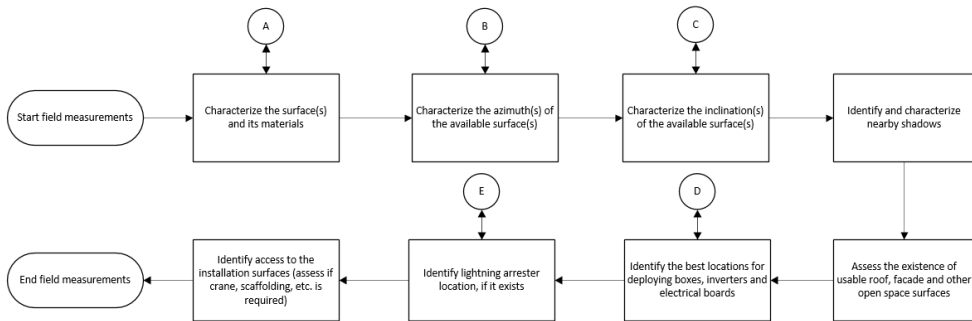 A
B
C
Start field measurements
Characterize the surface(s)
and its materials
Characterize the azimuth(s) of
the available surface(s)
Characterize the inclination(s)
of the available surface(s)
Identify and characterize
nearby shadows
E
D
End field measurements
Identify access to the
installation surfaces (assess if
crane, scaffolding, etc. is
required)
Identify lightning arrester
location, if it exists
Identify the best locations for
deploying boxes, inverters and
electrical boards
Assess the existence of
usable roof, facade and other
open space surfaces